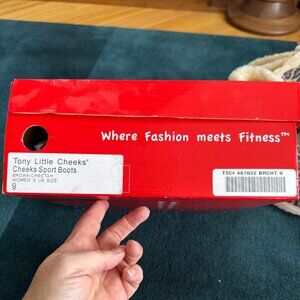 Where Fashion meets Fitness™
Tony Little Cheeks®
Cheeks Sport Boots
BROWN CHEETAH
WOMEN'S US SIZE
9
TSC# 487032 BRCHT 9